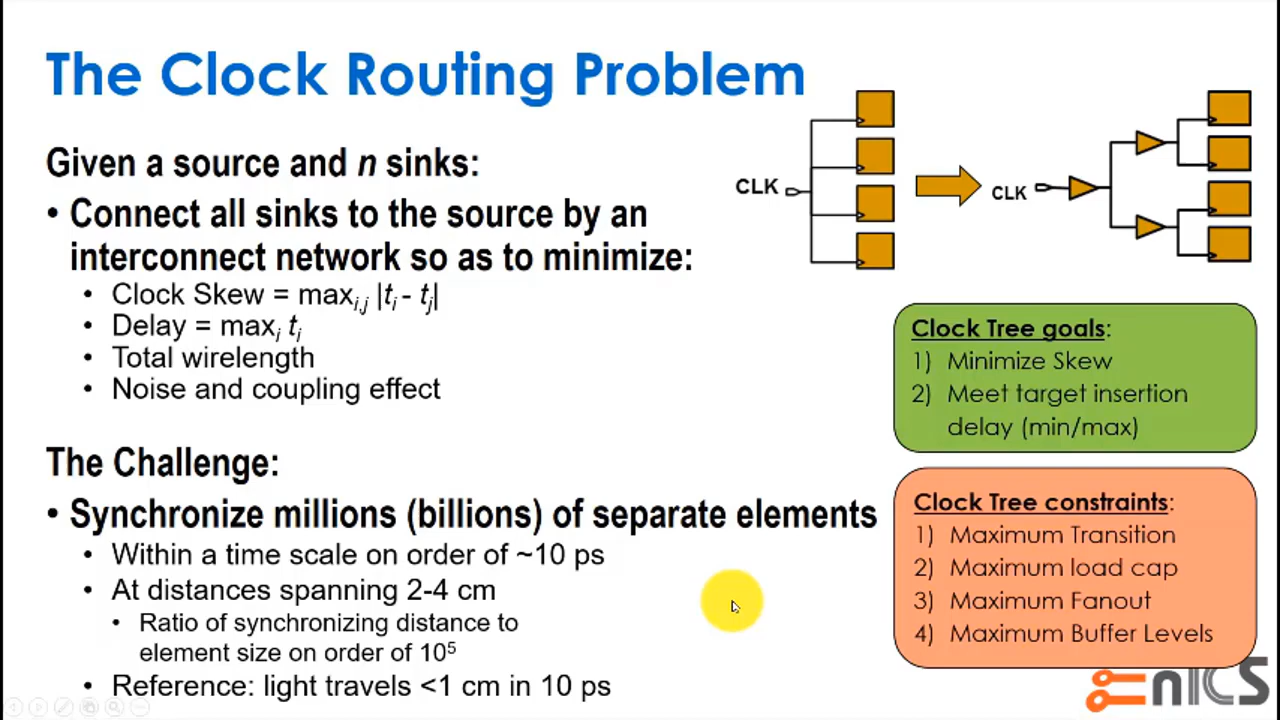 The Clock Routing Problem
Given a source and n sinks:
• Connect all sinks to the source by an
interconnect network so as to minimize:
• Clock Skew = maxi,j |ti - tj|
• Delay = maxi ti
• Total wirelength
• Noise and coupling effect
The Challenge:
• Synchronize millions (billions) of separate elements
• Within a time scale on order of ~10 ps
• At distances spanning 2-4 cm
• Ratio of synchronizing distance to
element size on order of 10⁵
• Reference: light travels <1 cm in 10 ps
CLK
CLK
Clock Tree goals:
1) Minimize Skew
2) Meet target insertion
delay (min/max)
Clock Tree constraints:
1) Maximum Transition
2) Maximum load cap
3) Maximum Fanout
4) Maximum Buffer Levels
enICS